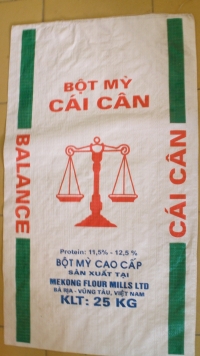 BỘT MỲ
CÁI CÂN
BALANCE
CÁI CÂN
Protein: 11,5% - 12,5 %
BỘT MỲ CAO CẤP
SẢN XUẤT TẠI
MEKONG FLOUR MILLS LTD
BÀ RỊA - VŨNG TÀU, VIỆT NAM
KLT: 25 KG